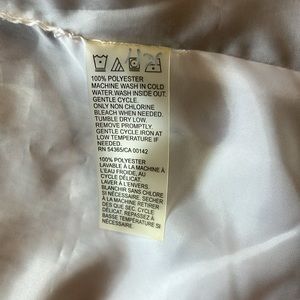 100% POLYESTER
MACHINE WASH IN COLD
WATER.WASH INSIDE OUT.
GENTLE CYCLE.
ONLY NON CHLORINE
BLEACH WHEN NEEDED.
TUMBLE DRY LOW.
REMOVE PROMPTLY.
GENTLE CYCLE IRON AT
LOW TEMPERATURE IF
NEEDED.
RN 54365/CA 00142
100% POLYESTER
LAVABLE À LA MACHINE À
L'EAU FROIDE, AU
CYCLE DÉLICAT.
LAVER À L'ENVERS.
BLANCHIR SANS CHLORE
SI NÉCESSAIRE. SÉCHER
À LA MACHINE RETIRER
DÈS QUE SEC. CYCLE
DÉLICAT. REPASSER À
BASSE TEMPÉRATURE
SI NÉCESSAIRE.